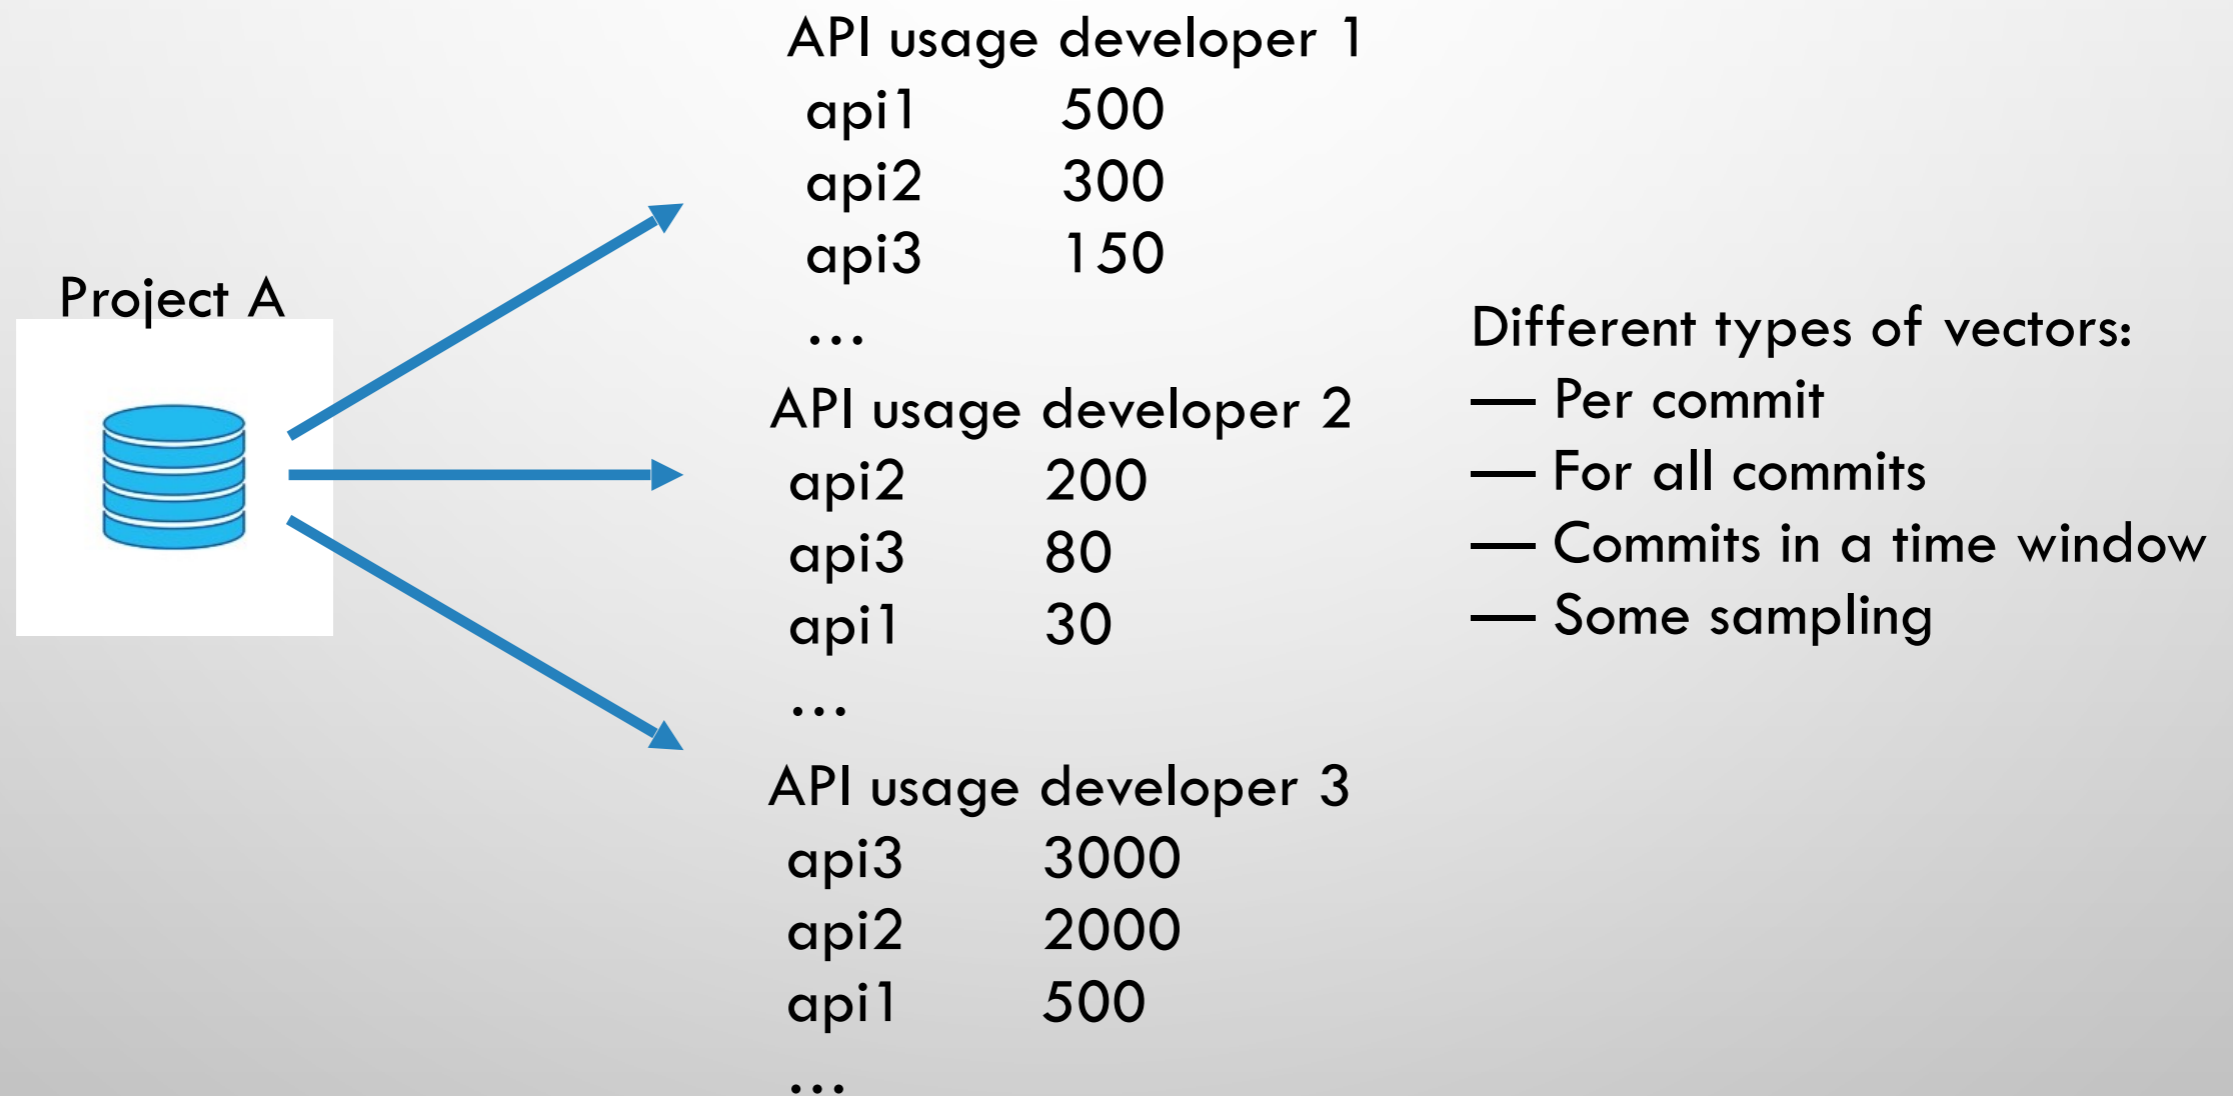 Project A
API usage developer 1
api1 500
api2 300
api3 150
...
API usage developer 2
api2 200
api3 80
api1 30
...
API usage developer 3
api3 3000
api2 2000
api1 500
...
Different types of vectors:
— Per commit
— For all commits
— Commits in a time window
— Some sampling